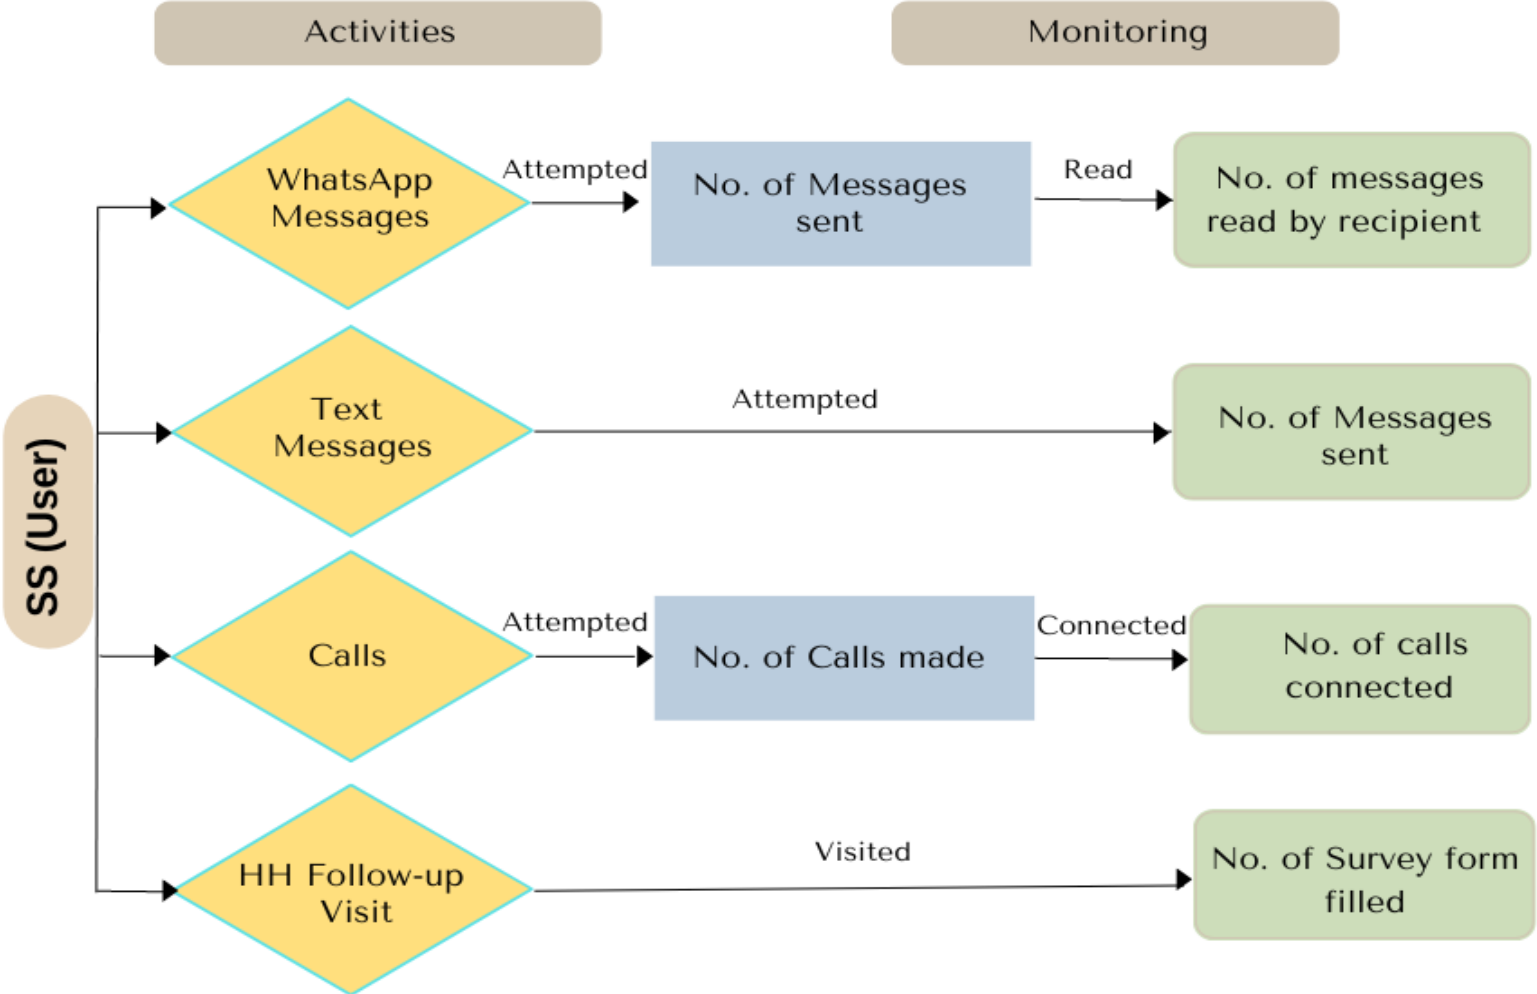 Activities
Monitoring
WhatsApp
Messages
Attempted
No. of Messages
sent
Read
No. of messages
read by recipient
Text
Messages
Attempted
No. of Messages
sent
SS (User)
Calls
Attempted
No. of Calls made
Connected
No. of calls
connected
HH Follow-up
Visit
Visited
No. of Survey form
filled